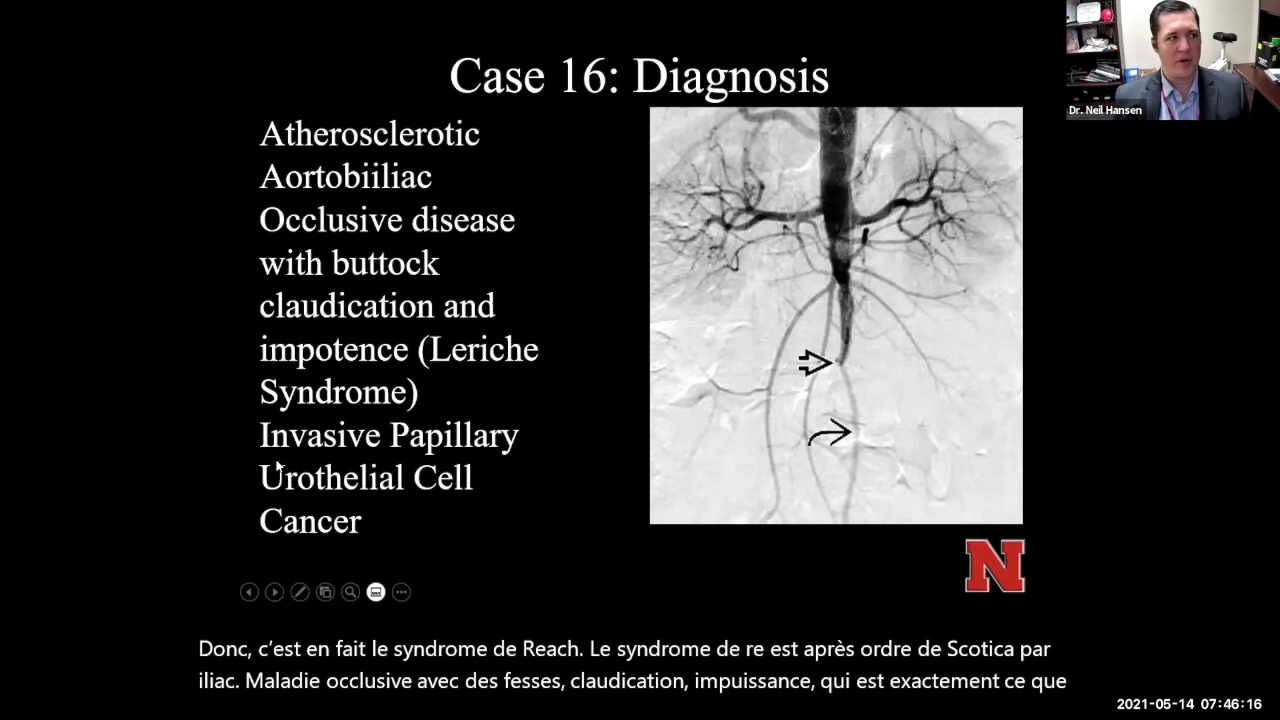 Case 16: Diagnosis
Atherosclerotic
Aortobiiliac
Occlusive disease
with buttock
claudication and
impotence (Leriche
Syndrome)
Invasive Papillary
Urothelial Cell
Cancer
Dr. Neil Hansen
N
Donc, c’est en fait le syndrome de Reach. Le syndrome de re est après ordre de Scotica par
iliac. Maladie occlusive avec des fesses, claudication, impuissance, qui est exactement ce que
2021-05-14 07:46:16